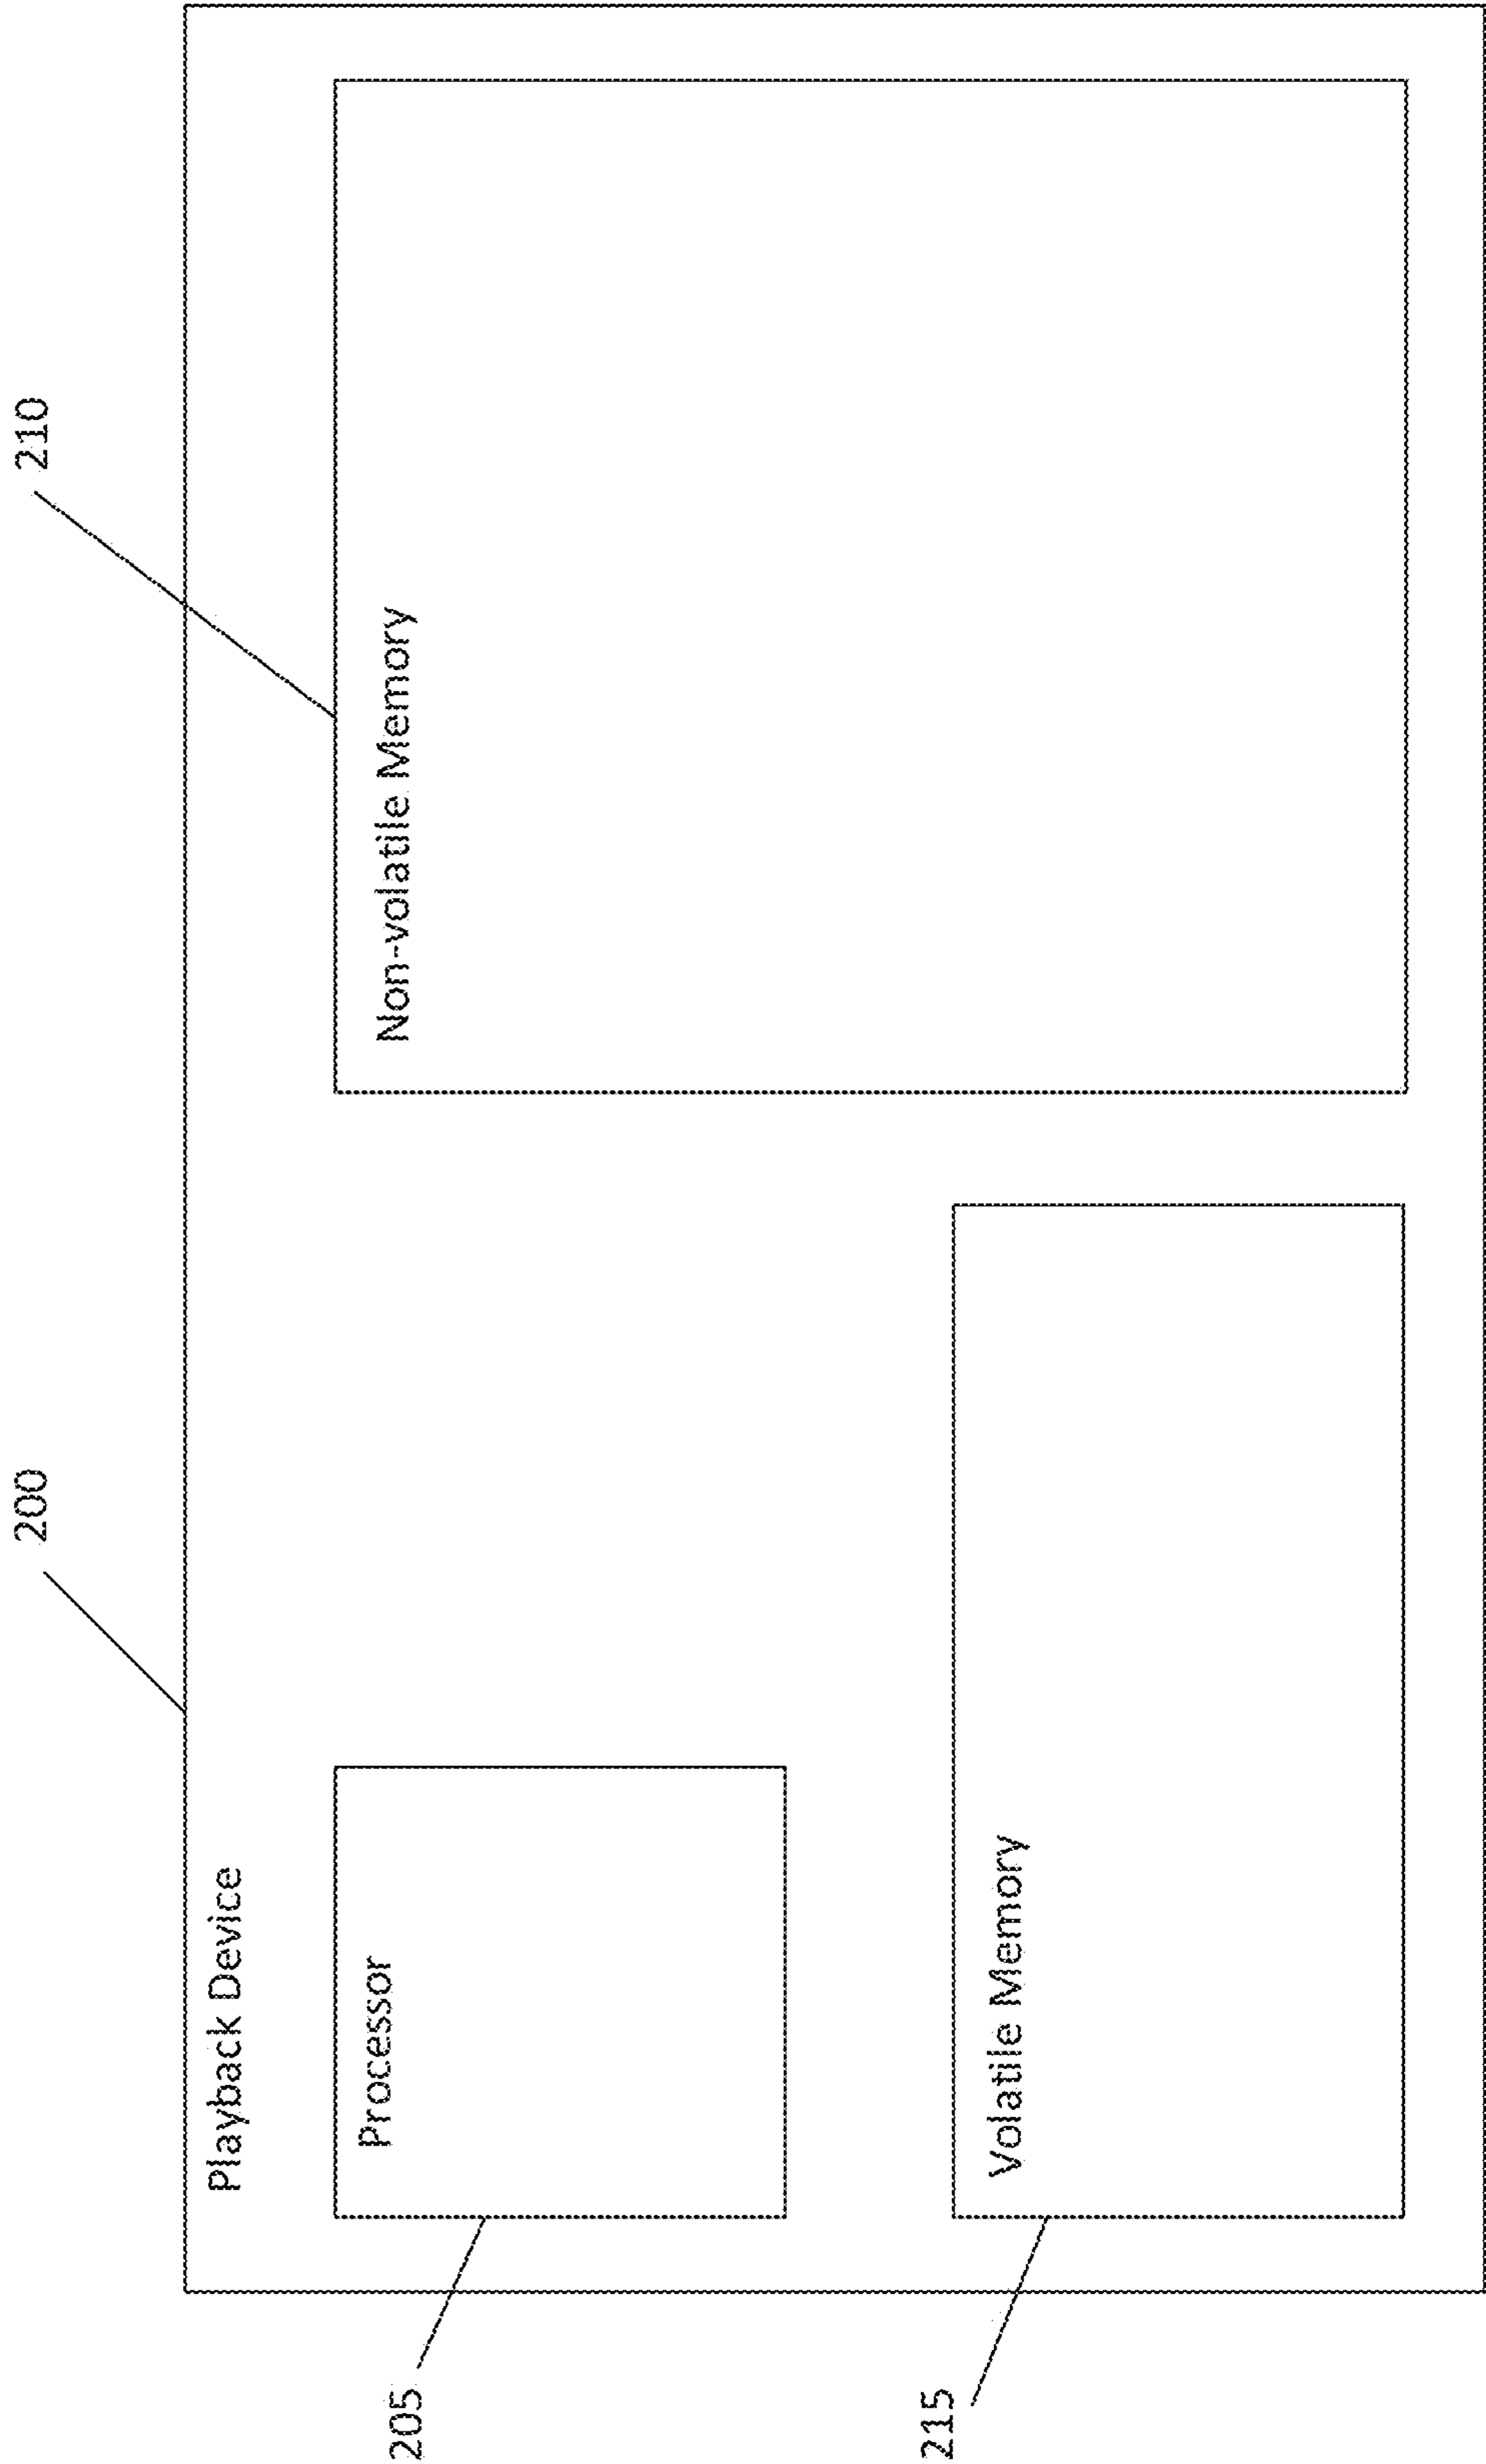 200
210
Playback Device
205
Processor
Non-volatile Memory
215
Volatile Memory